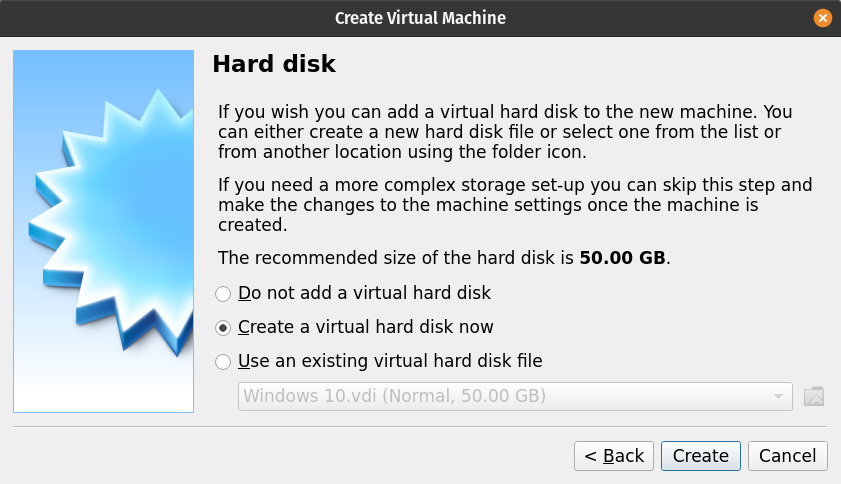 Create Virtual Machine
Hard disk
If you wish you can add a virtual hard disk to the new machine. You
can either create a new hard disk file or select one from the list or
from another location using the folder icon.
If you need a more complex storage set-up you can skip this step and
make the changes to the machine settings once the machine is
created.
The recommended size of the hard disk is 50.00 GB.
Do not add a virtual hard disk
Create a virtual hard disk now
Use an existing virtual hard disk file
Windows 10.vdi (Normal, 50.00 GB)
< Back
Create
Cancel